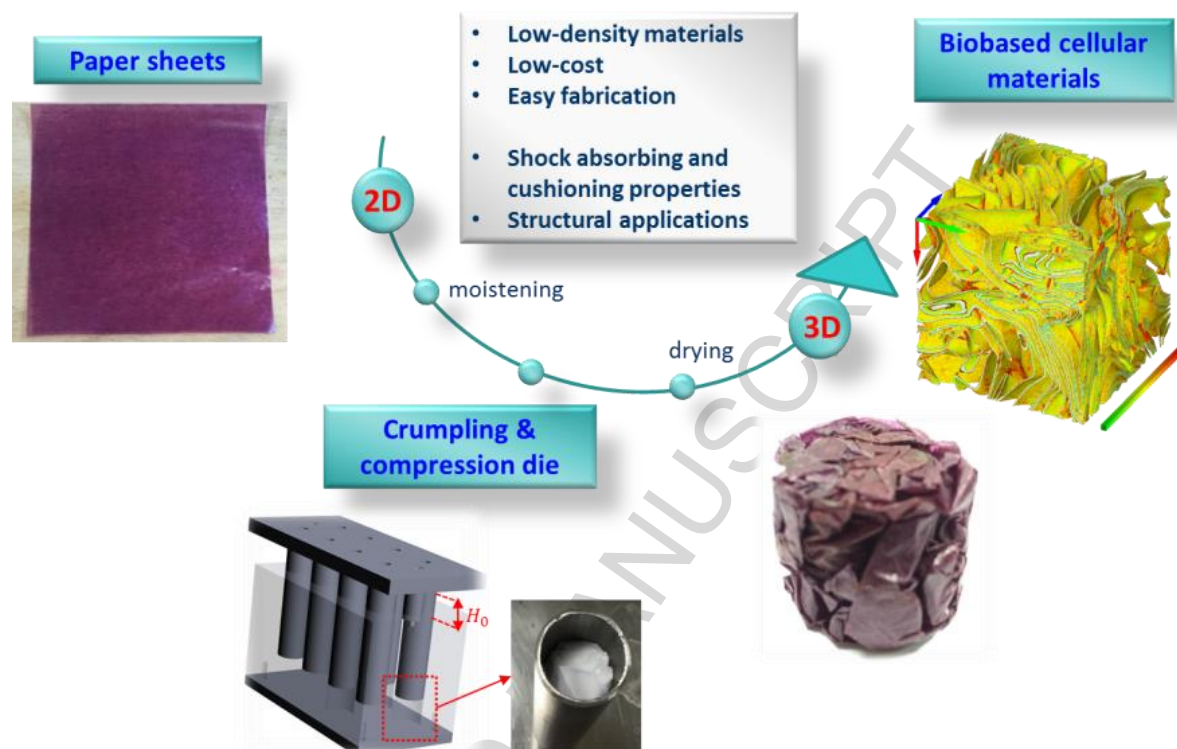 Paper sheets
• Low-density materials
• Low-cost
• Easy fabrication
• Shock absorbing and
cushioning properties
• Structural applications
Biobased cellular
materials
2D
moistening
drying
3D
Crumpling &
compression die
H₀
MANUSCRIPT